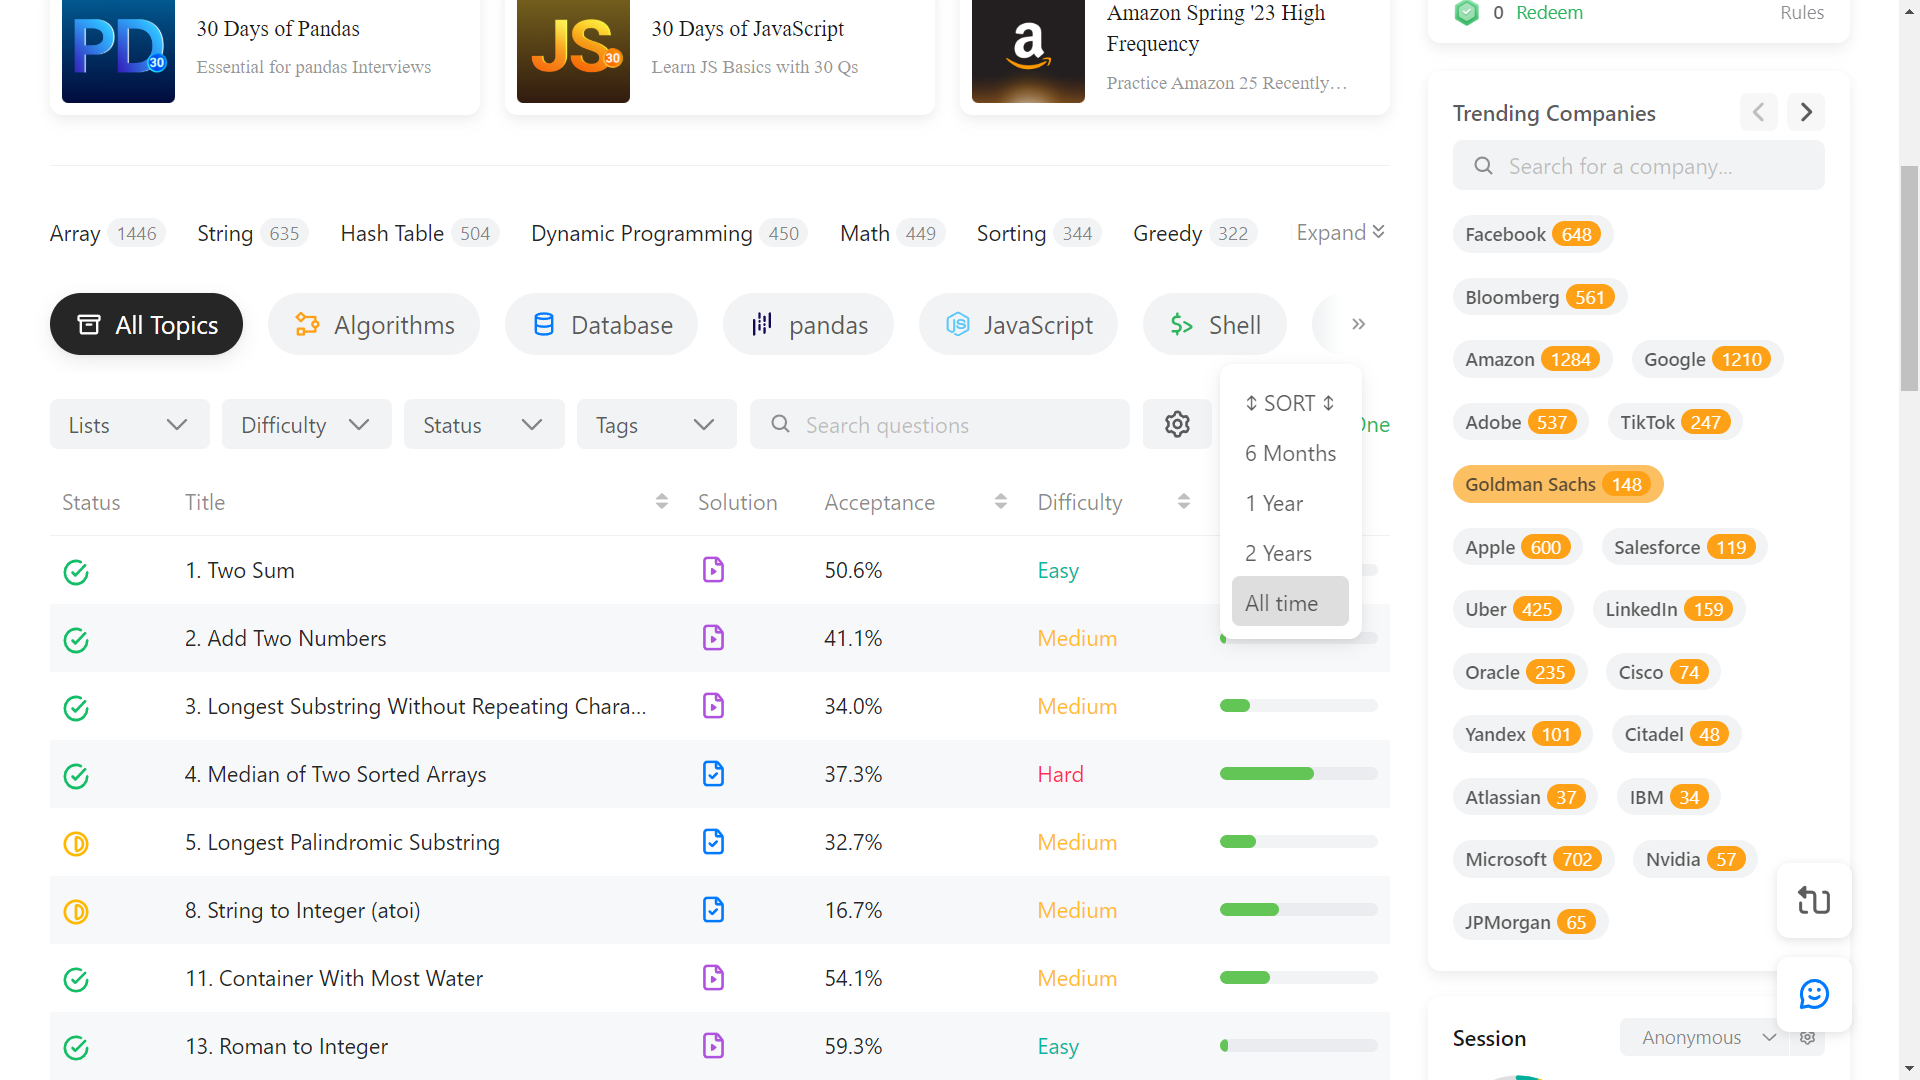 PD 30
30 Days of Pandas
Essential for pandas Interviews
JS 30
30 Days of JavaScript
Learn JS Basics with 30 Qs
a
Amazon Spring '23 High
Frequency
Practice Amazon 25 Recently…
0 Redeem
Rules
Array 1446
String 635
Hash Table 504
Dynamic Programming 450
Math 449
Sorting 344
Greedy 322
Expand
All Topics
Algorithms
Database
pandas
JavaScript
$> Shell
Lists
Difficulty
Status
Tags
Search questions
One
SORT
6 Months
1 Year
2 Years
All time
Status Title Solution Acceptance Difficulty
1. Two Sum 50.6% Easy
2. Add Two Numbers 41.1% Medium
3. Longest Substring Without Repeating Chara... 34.0% Medium
4. Median of Two Sorted Arrays 37.3% Hard
5. Longest Palindromic Substring 32.7% Medium
8. String to Integer (atoi) 16.7% Medium
11. Container With Most Water 54.1% Medium
13. Roman to Integer 59.3% Easy
Trending Companies
Search for a company...
Facebook 648
Bloomberg 561
Amazon 1284 Google 1210
Adobe 537 TikTok 247
Goldman Sachs 148
Apple 600 Salesforce 119
Uber 425 LinkedIn 159
Oracle 235 Cisco 74
Yandex 101 Citadel 48
Atlassian 37 IBM 34
Microsoft 702 Nvidia 57
JPMorgan 65
Session Anonymous